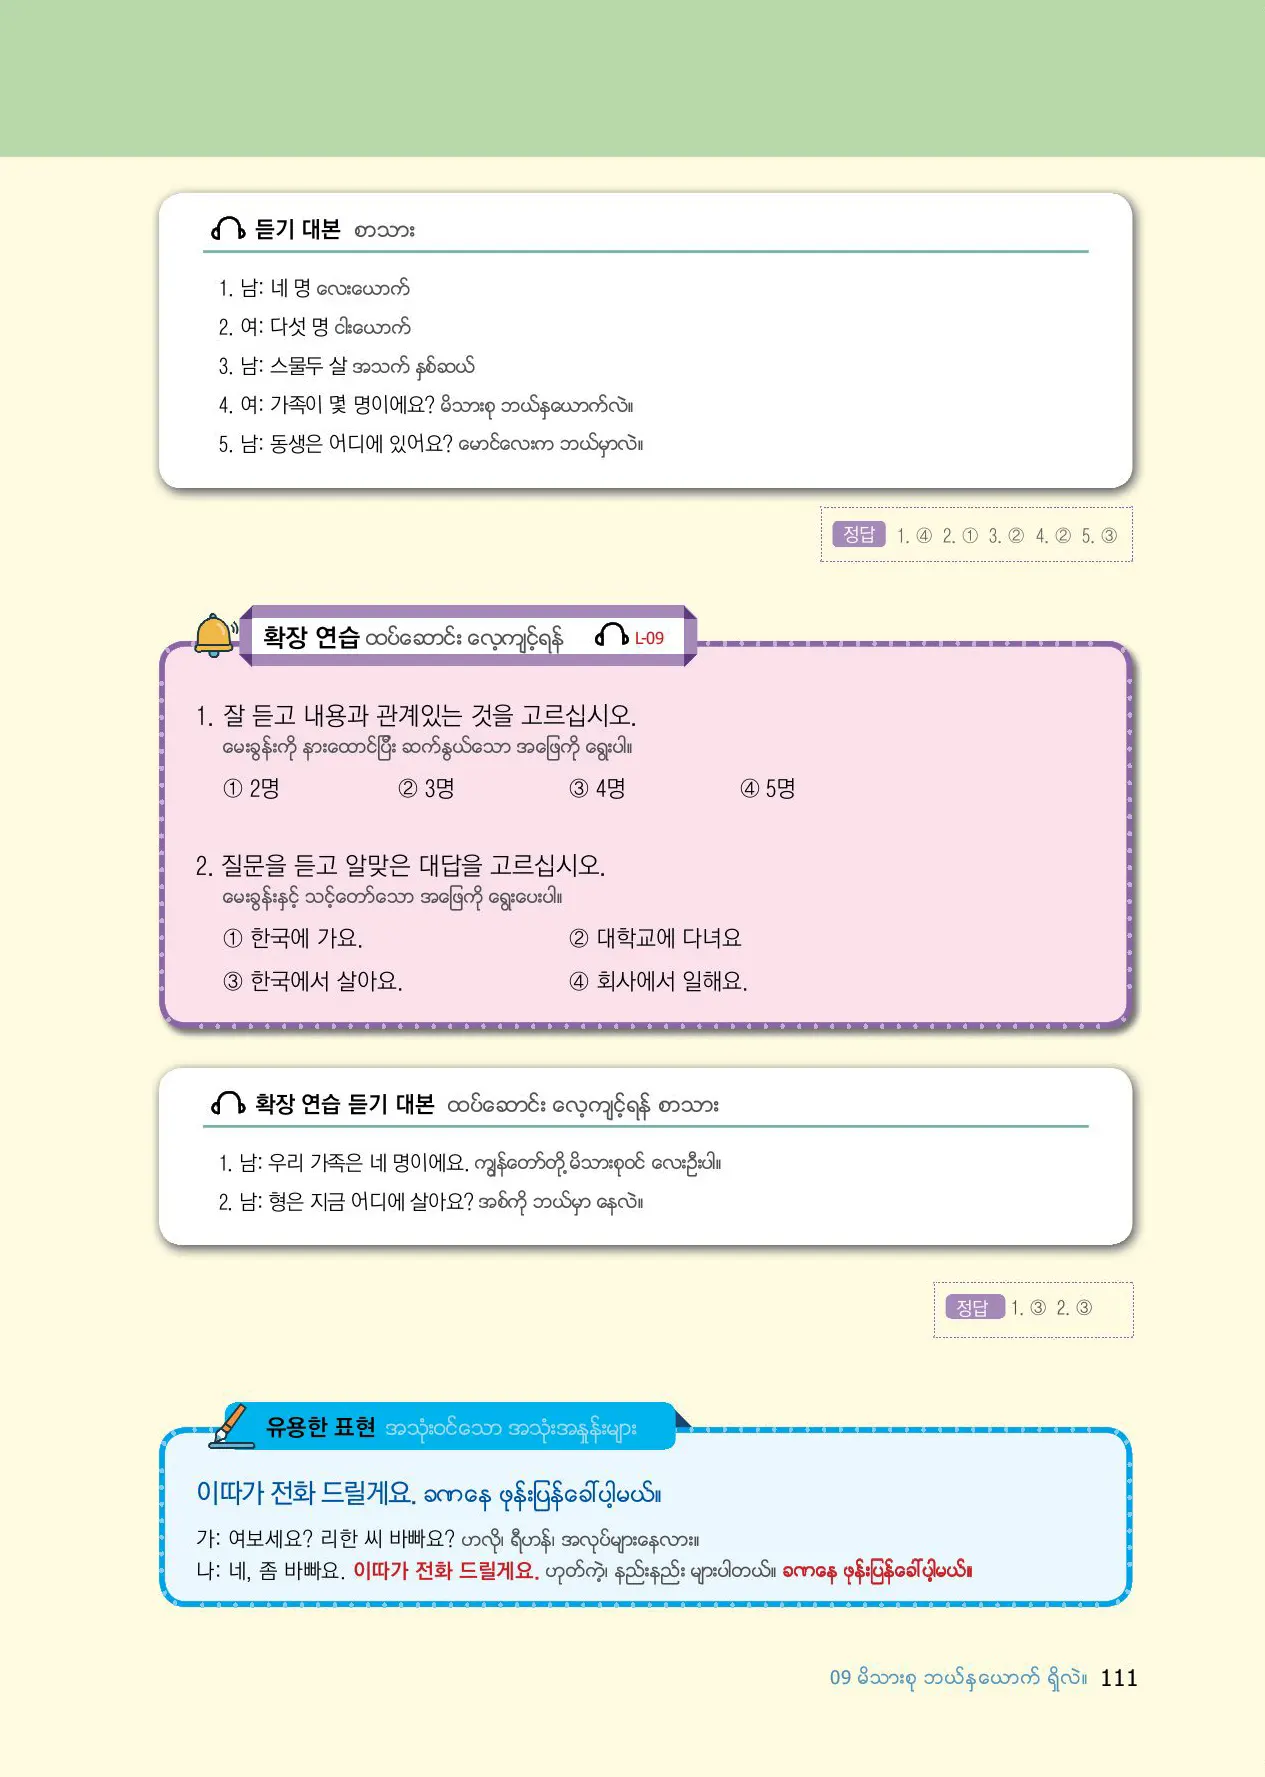 듣기 대본 စာသား
1. 남: 네 명 လေးယောက်
2. 여: 다섯 명 ငါးယောက်
3. 남: 스물두 살 အသက် နှစ်ဆယ်
4. 여: 가족이 몇 명이에요? မိသားစု ဘယ်နှယောက်လဲ။
5. 남: 동생은 어디에 있어요? မောင်လေးက ဘယ်မှာလဲ။
정답 1. ④ 2. ① 3. ② 4. ② 5. ③
확장 연습 ထပ်ဆောင်း လေ့ကျင့်ရန် L-09
1. 잘 듣고 내용과 관계있는 것을 고르십시오.
မေးခွန်းကို နားထောင်ပြီး ဆက်နွယ်သော အဖြေကို ရွေးပါ။
① 2명 ② 3명 ③ 4명 ④ 5명
2. 질문을 듣고 알맞은 대답을 고르십시오.
မေးခွန်းနှင့် သင့်တော်သော အဖြေကို ရွေးပေးပါ။
① 한국에 가요. ② 대학교에 다녀요
③ 한국에서 살아요. ④ 회사에서 일해요.
확장 연습 듣기 대본 ထပ်ဆောင်း လေ့ကျင့်ရန် စာသား
1. 남: 우리 가족은 네 명이에요. ကျွန်တော်တို့ မိသားစုဝင် လေးဦးပါ။
2. 남: 형은 지금 어디에 살아요? အစ်ကို ဘယ်မှာ နေလဲ။
정답 1. ③ 2. ③
유용한 표현 အသုံးဝင်သော အသုံးအနှုန်းများ
이따가 전화 드릴게요. ခဏနေ ဖုန်းပြန်ခေါ်ပါ့မယ်။
가: 여보세요? 리한 씨 바빠요? ဟလို၊ ရီဟန်၊ အလုပ်များနေလား။
나: 네, 좀 바빠요. 이따가 전화 드릴게요. ဟုတ်ကဲ့၊ နည်းနည်း များပါတယ်။ ခဏနေ ဖုန်းပြန်ခေါ်ပါ့မယ်။
09 မိသားစု ဘယ်နှယောက် ရှိလဲ။ 111